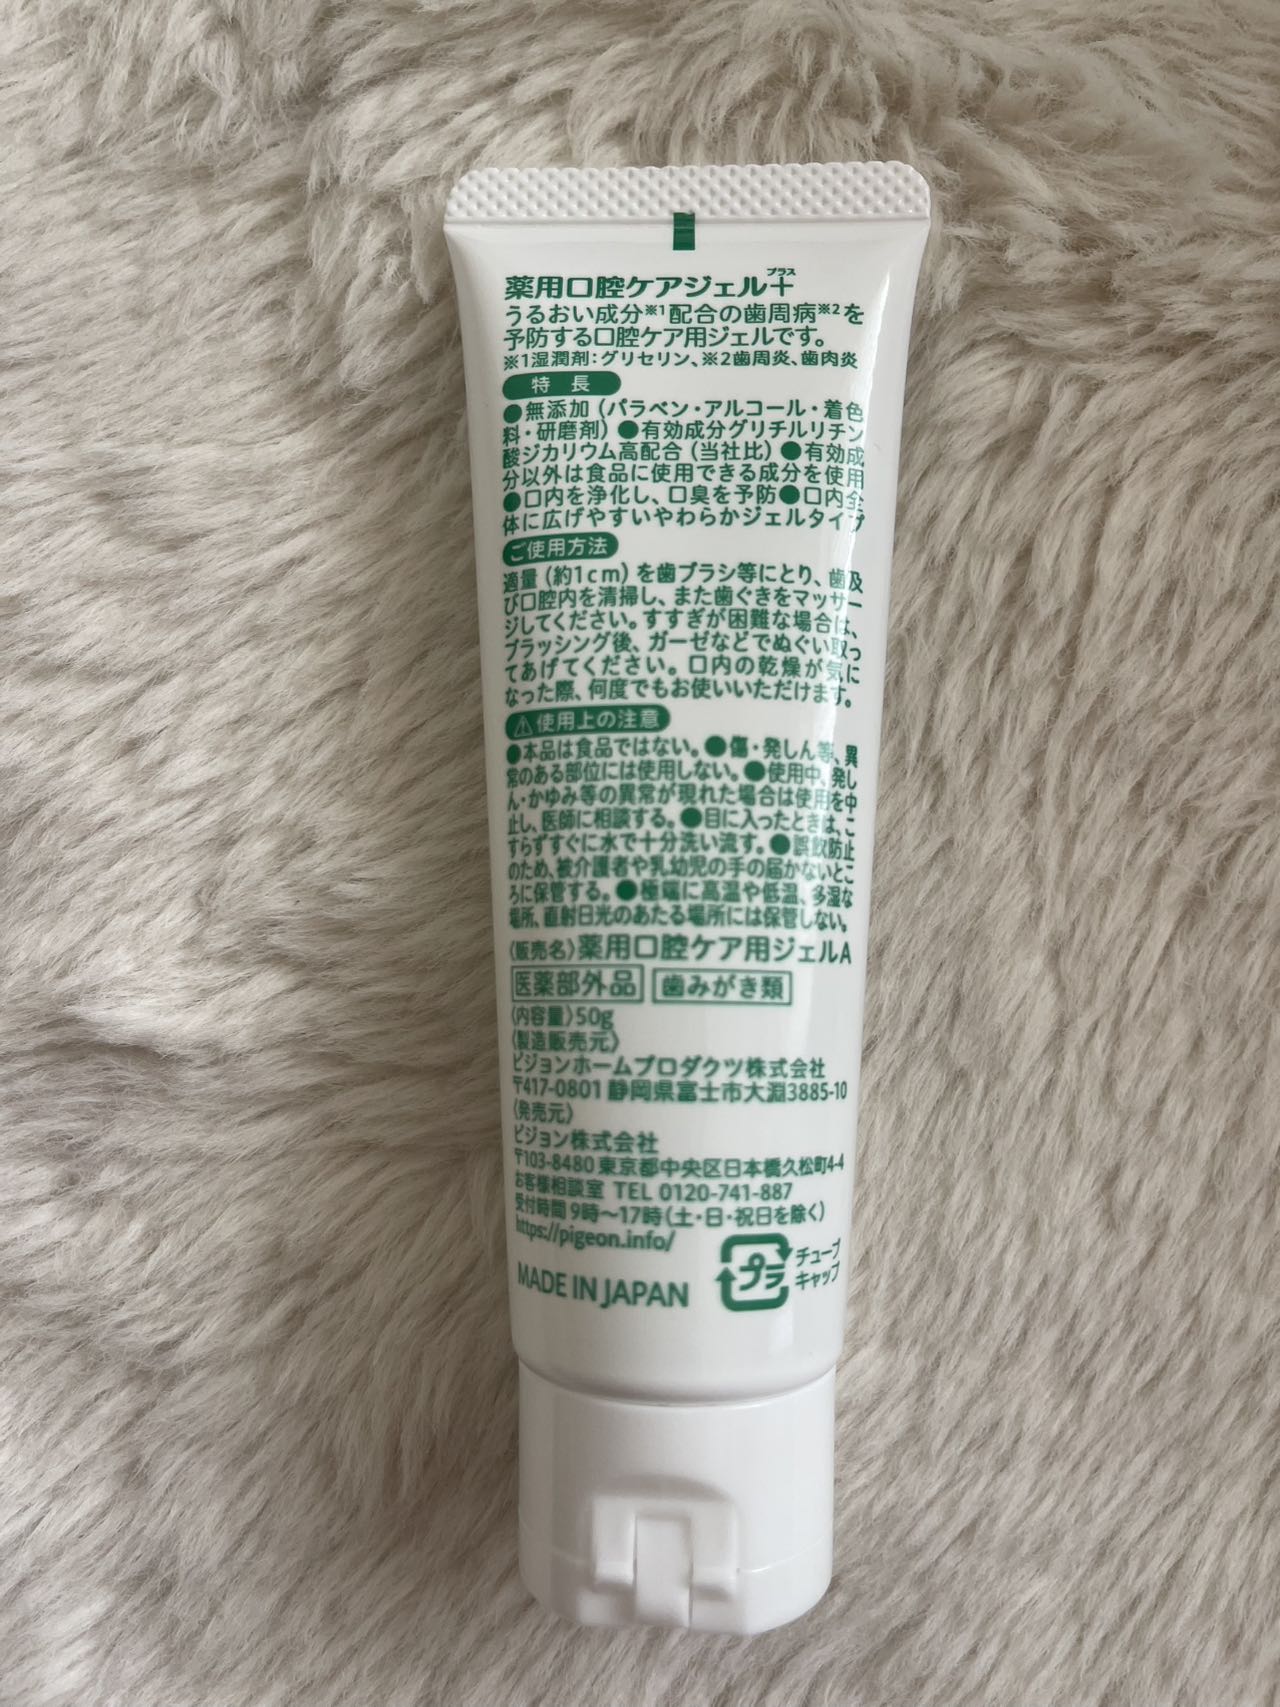 薬用口腔ケアジェル+プラス
うるおい成分※1配合の歯周病※2を
予防する口腔ケア用ジェルです。
※1湿潤剤：グリセリン、※2歯周炎、歯肉炎
特 長
●無添加（パラベン・アルコール・着色
料・研磨剤）●有効成分グリチルリチン
酸ジカリウム高配合（当社比）●有効成
分以外は食品に使用できる成分を使用
●口内を浄化し、口臭を予防●口内全
体に広げやすいやわらかジェルタイプ
ご使用方法
適量（約1cm）を歯ブラシ等にとり、歯及
び口腔内を清掃し、また歯ぐきをマッサー
ジしてください。すすぎが困難な場合は、
ブラッシング後、ガーゼなどでぬぐい取っ
てあげてください。口内の乾燥が気に
なった際、何度でもお使いいただけます。
⚠使用上の注意
●本品は食品ではない。●傷・発しん等、異
常のある部位には使用しない。●使用中、発し
ん・かゆみ等の異常が現れた場合は使用を中
止し、医師に相談する。●目に入ったときは、こ
すらずすぐに水で十分洗い流す。●誤飲防止
のため、被介護者や乳幼児の手の届かないとこ
ろに保管する。●極端に高温や低温、多湿な
場所、直射日光のあたる場所には保管しない。
〈販売名〉薬用口腔ケア用ジェルA
医薬部外品 歯みがき類
〈内容量〉50g
〈製造販売元〉
ピジョンホームプロダクツ株式会社
〒417-0801 静岡県富士市大淵3885-10
〈発売元〉
ピジョン株式会社
〒103-8480 東京都中央区日本橋久松町4-4
お客様相談室 TEL 0120-741-887
受付時間 9時～17時（土・日・祝日を除く）
https://pigeon.info/
MADE IN JAPAN
プラ
チューブ
キャップ